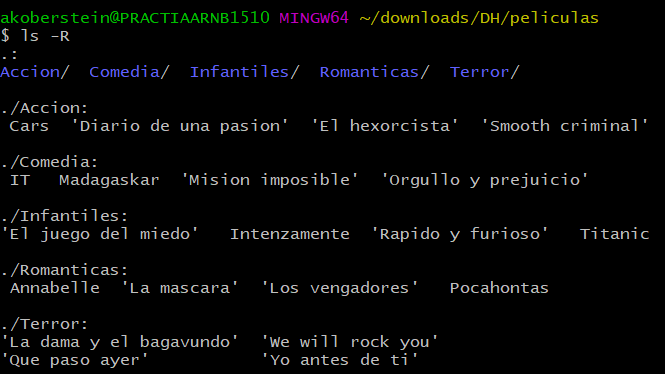 akoberstein@PRACTIAARNB1510 MINGW64 ~/downloads/DH/peliculas
$ ls -R
.:
Accion/  Comedia/  Infantiles/  Romanticas/  Terror/

./Accion:
 Cars  'Diario de una pasion'  'El hexorcista'  'Smooth criminal'

./Comedia:
 IT   Madagaskar  'Mision imposible'  'Orgullo y prejuicio'

./Infantiles:
'El juego del miedo'   Intenzamente  'Rapido y furioso'   Titanic

./Romanticas:
 Annabelle  'La mascara'  'Los vengadores'   Pocahontas

./Terror:
'La dama y el bagavundo'  'We will rock you'
'Que paso ayer'           'Yo antes de ti'